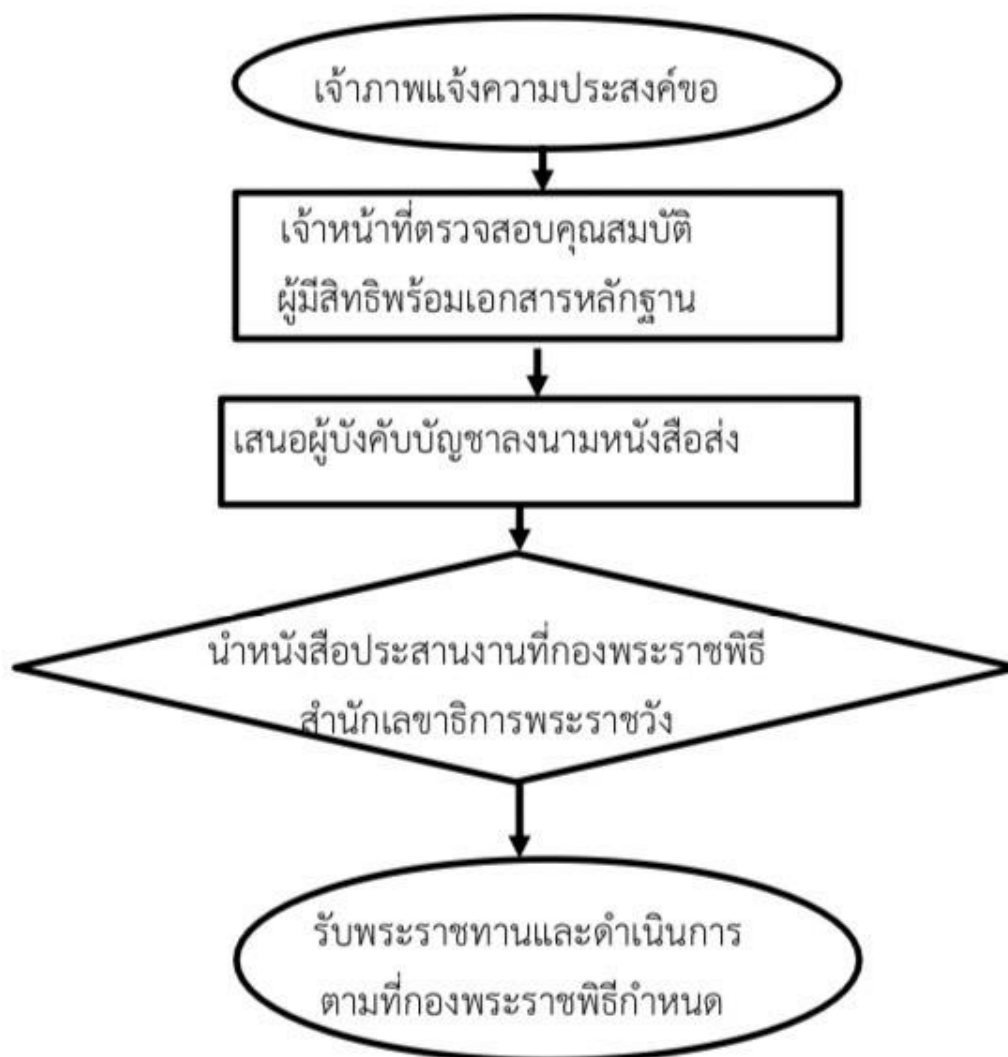 เจ้าภาพแจ้งความประสงค์ขอ
เจ้าหน้าที่ตรวจสอบคุณสมบัติ
ผู้มีสิทธิพร้อมเอกสารหลักฐาน
เสนอผู้บังคับบัญชาลงนามหนังสือส่ง
นำหนังสือประสานงานที่กองพระราชพิธี
สำนักเลขาธิการพระราชวัง
รับพระราชทานและดำเนินการ
ตามที่กองพระราชพิธีกำหนด